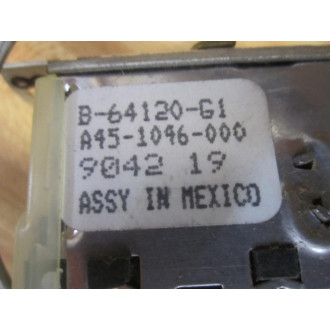 B-64120-G1
A45-1096-000
9042 19
ASSY IN MEXICO